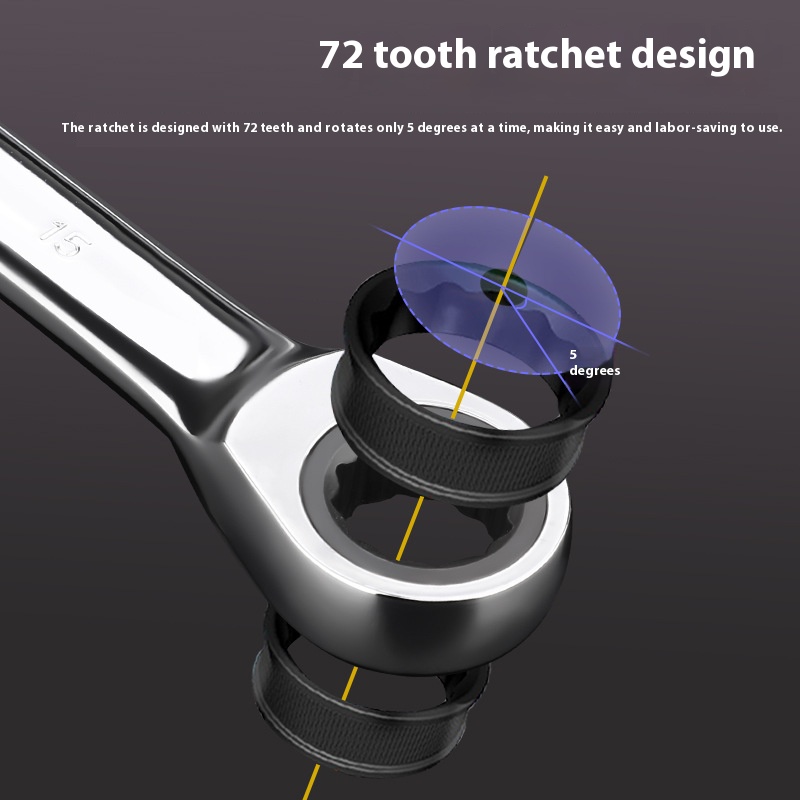 72 tooth ratchet design
The ratchet is designed with 72 teeth and rotates only 5 degrees at a time, making it easy and labor-saving to use.
15
5
degrees